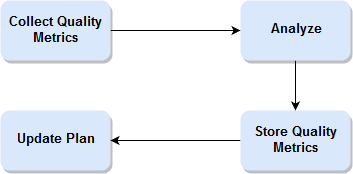 Collect Quality
Metrics
Analyze
Store Quality
Metrics
Update Plan